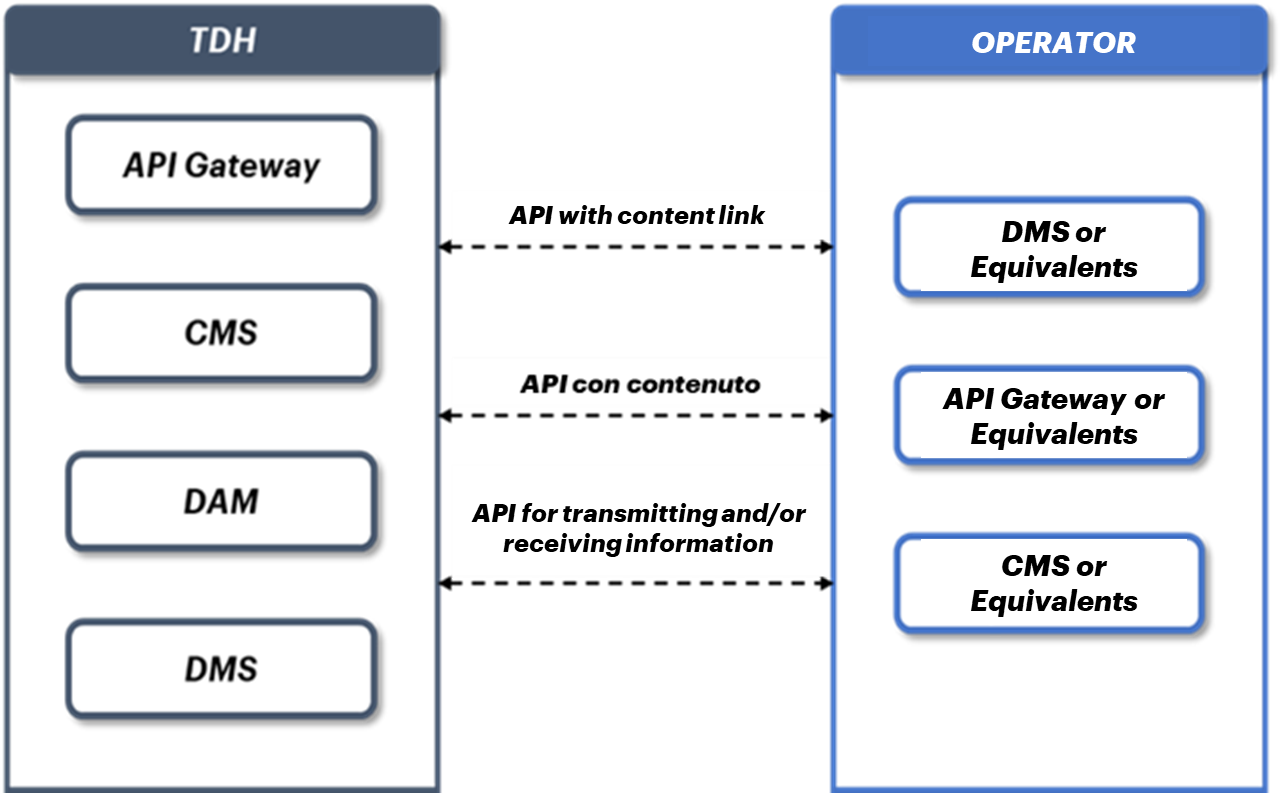 TDH
API Gateway
CMS
DAM
DMS
API with content link
API con contenuto
API for transmitting and/or
receiving information
OPERATOR
DMS or
Equivalents
API Gateway or
Equivalents
CMS or
Equivalents